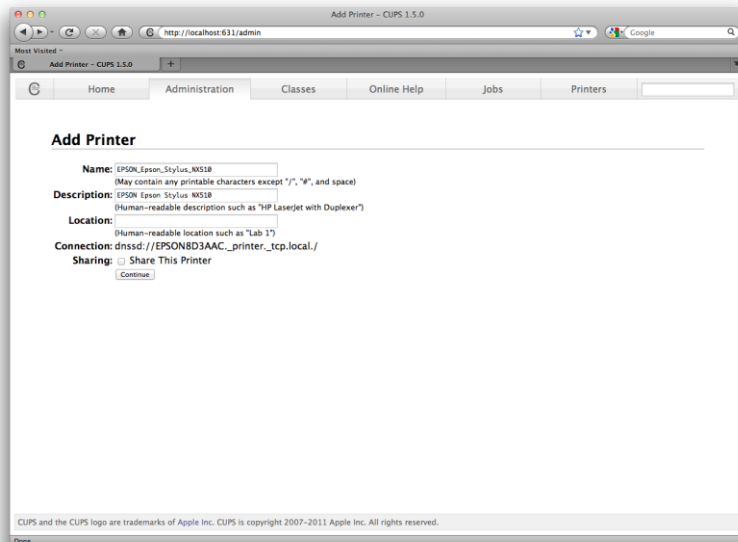 Add Printer – CUPS 1.5.0
http://localhost:631/admin
Google
Most Visited
Add Printer – CUPS 1.5.0
Home Administration Classes Online Help Jobs Printers
Add Printer
Name: EPSON_Epson_Stylus_NX510
(May contain any printable characters except "/", "#", and space)
Description: EPSON Epson Stylus NX510
(Human-readable description such as "HP LaserJet with Duplexer")
Location:
(Human-readable location such as "Lab 1")
Connection: dnssd://EPSON8D3AAC._printer._tcp.local./
Sharing: Share This Printer
Continue
CUPS and the CUPS logo are trademarks of Apple Inc. CUPS is copyright 2007-2011 Apple Inc. All rights reserved.
Done